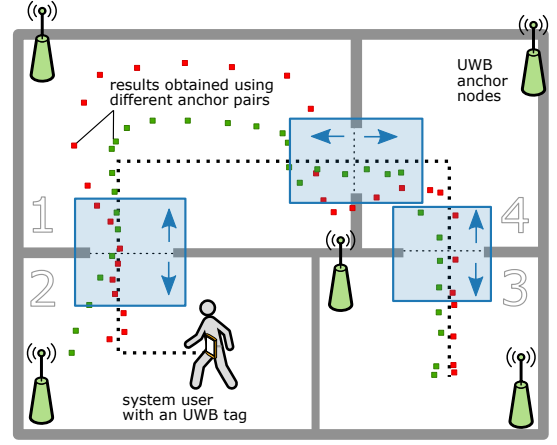 results obtained using
different anchor pairs
UWB
anchor
nodes
1
4
2
3
system user
with an UWB tag